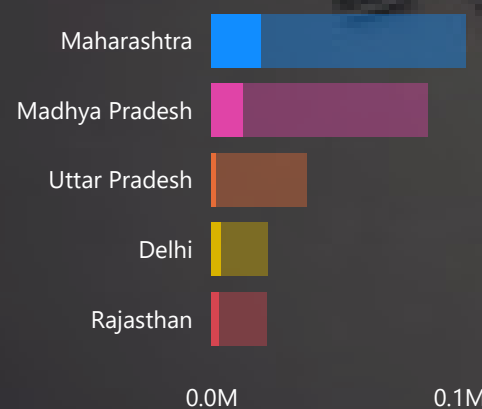 Maharashtra
Madhya Pradesh
Uttar Pradesh
Delhi
Rajasthan
0.0M 0.1M